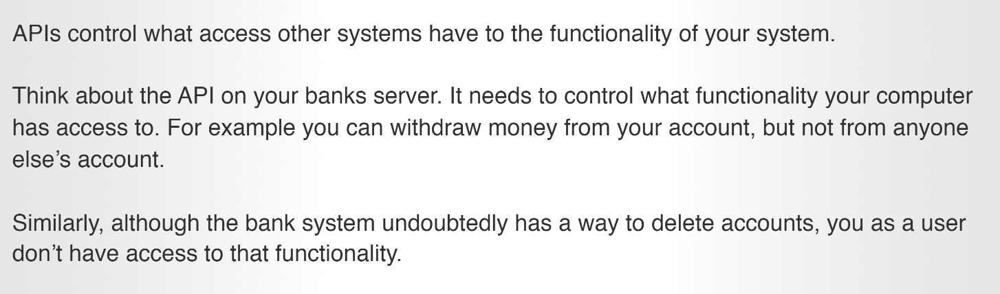 APIs control what access other systems have to the functionality of your system.
Think about the API on your banks server. It needs to control what functionality your computer
has access to. For example you can withdraw money from your account, but not from anyone
else’s account.
Similarly, although the bank system undoubtedly has a way to delete accounts, you as a user
don’t have access to that functionality.